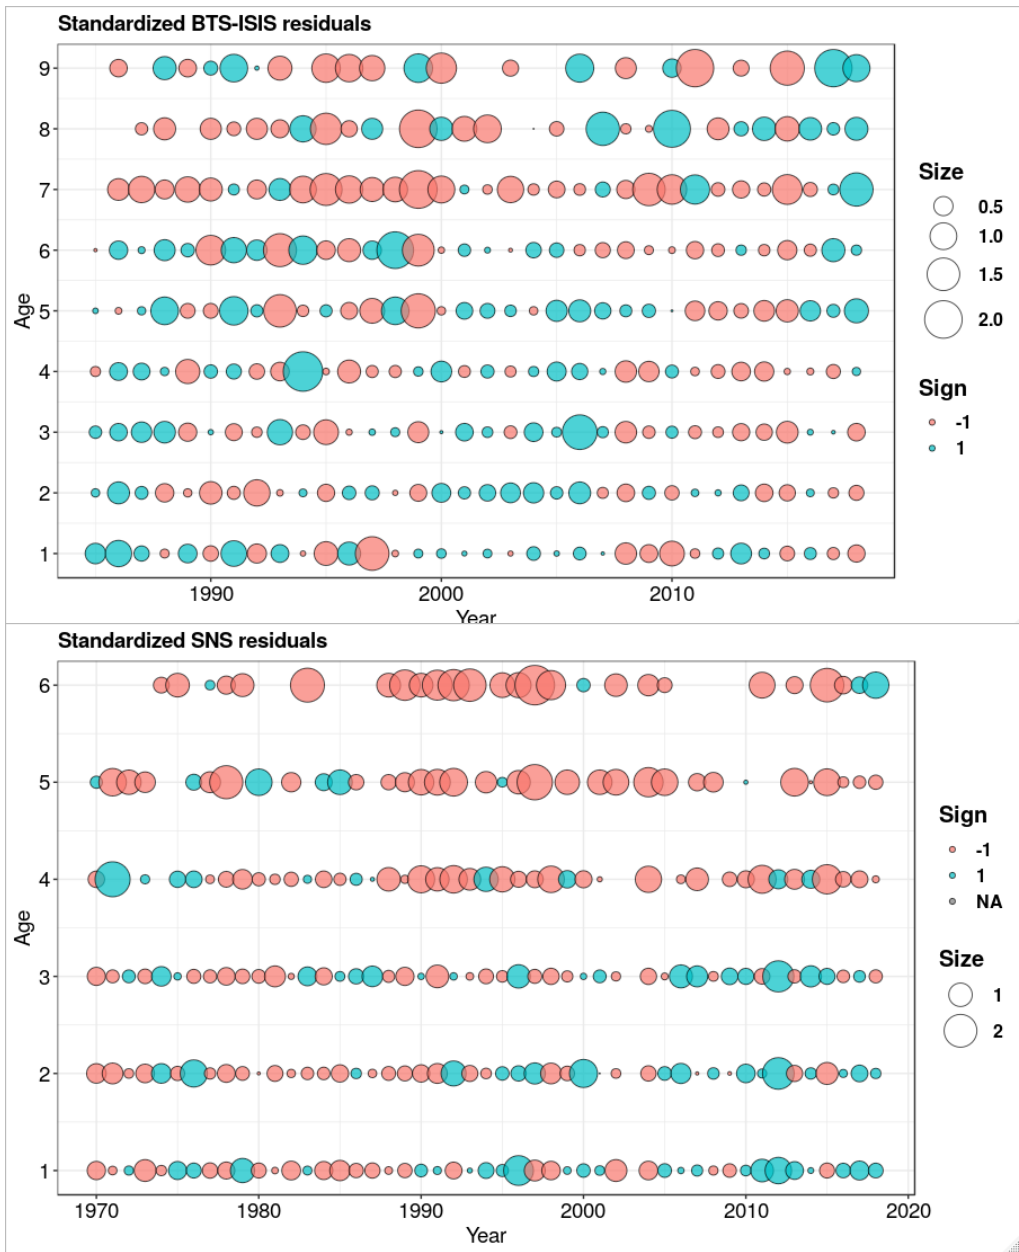 Standardized BTS-ISIS residuals
9
8
7
6
5
4
3
2
1
Age
1990 2000 2010
Year
Size
0.5
1.0
1.5
2.0
Sign
-1
1
Standardized SNS residuals
6
5
4
3
2
1
Age
1970 1980 1990 2000 2010 2020
Year
Sign
-1
1
NA
Size
1
2